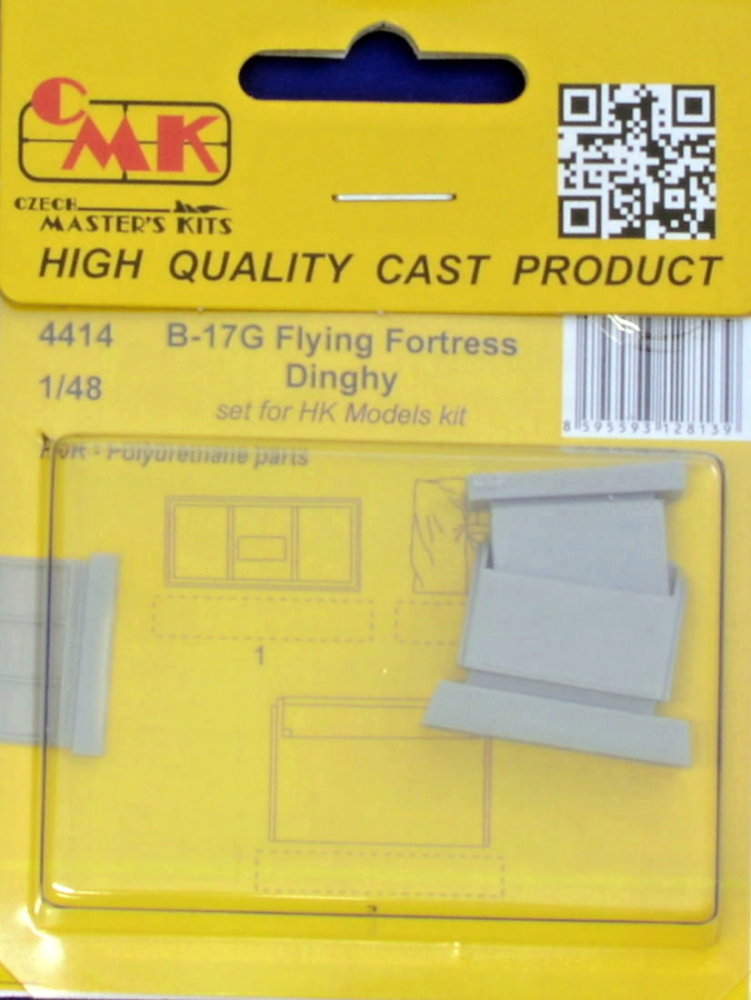 CMK
CZECH
MASTER'S KITS
HIGH QUALITY CAST PRODUCT
4414 B-17G Flying Fortress
1/48 Dinghy
set for HK Models kit
8 595593 128139
PUR - Polyurethane parts
1